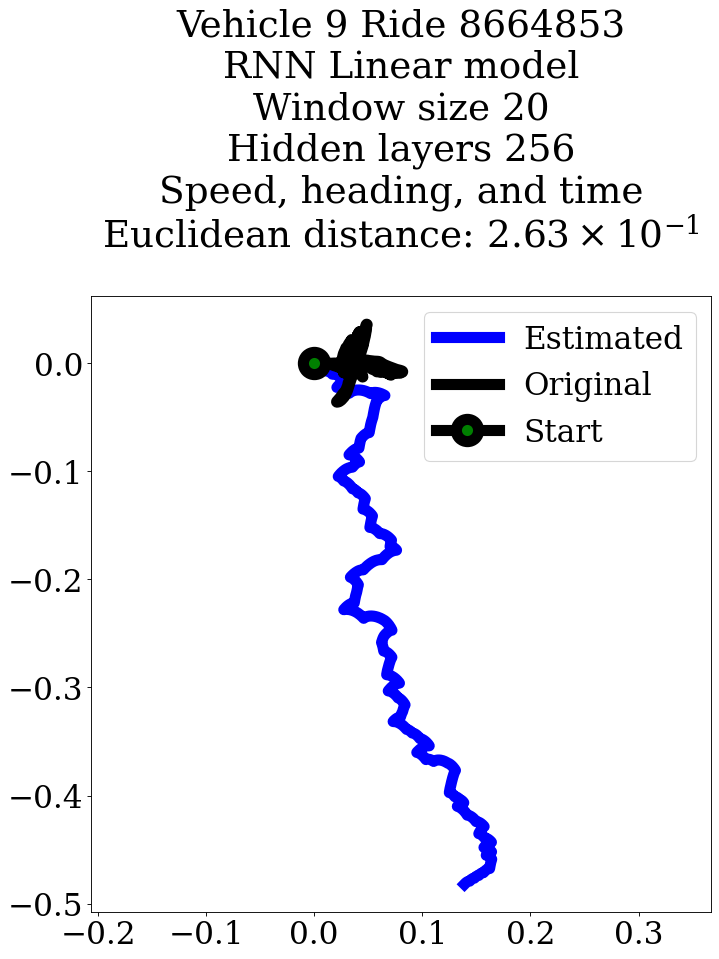 Vehicle 9 Ride 8664853
RNN Linear model
Window size 20
Hidden layers 256
Speed, heading, and time
Euclidean distance: 2.63 × 10⁻¹
Estimated
Original
Start
0.0
−0.1
−0.2
−0.3
−0.4
−0.5
−0.2 −0.1 0.0 0.1 0.2 0.3